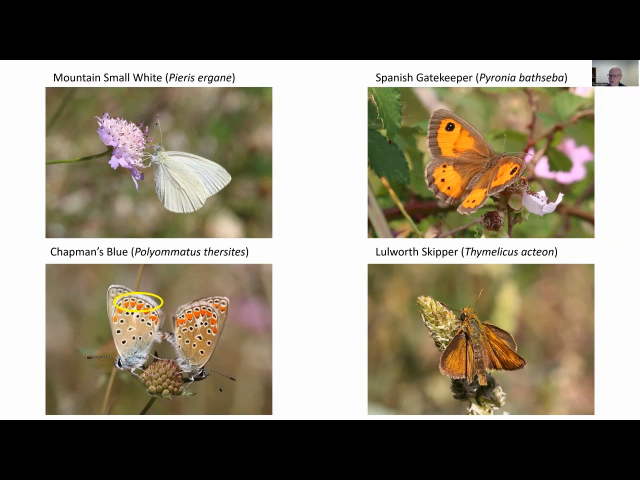 Mountain Small White (Pieris ergane)
Spanish Gatekeeper (Pyronia bathseba)
Chapman's Blue (Polyommatus thersites)
Lulworth Skipper (Thymelicus acteon)